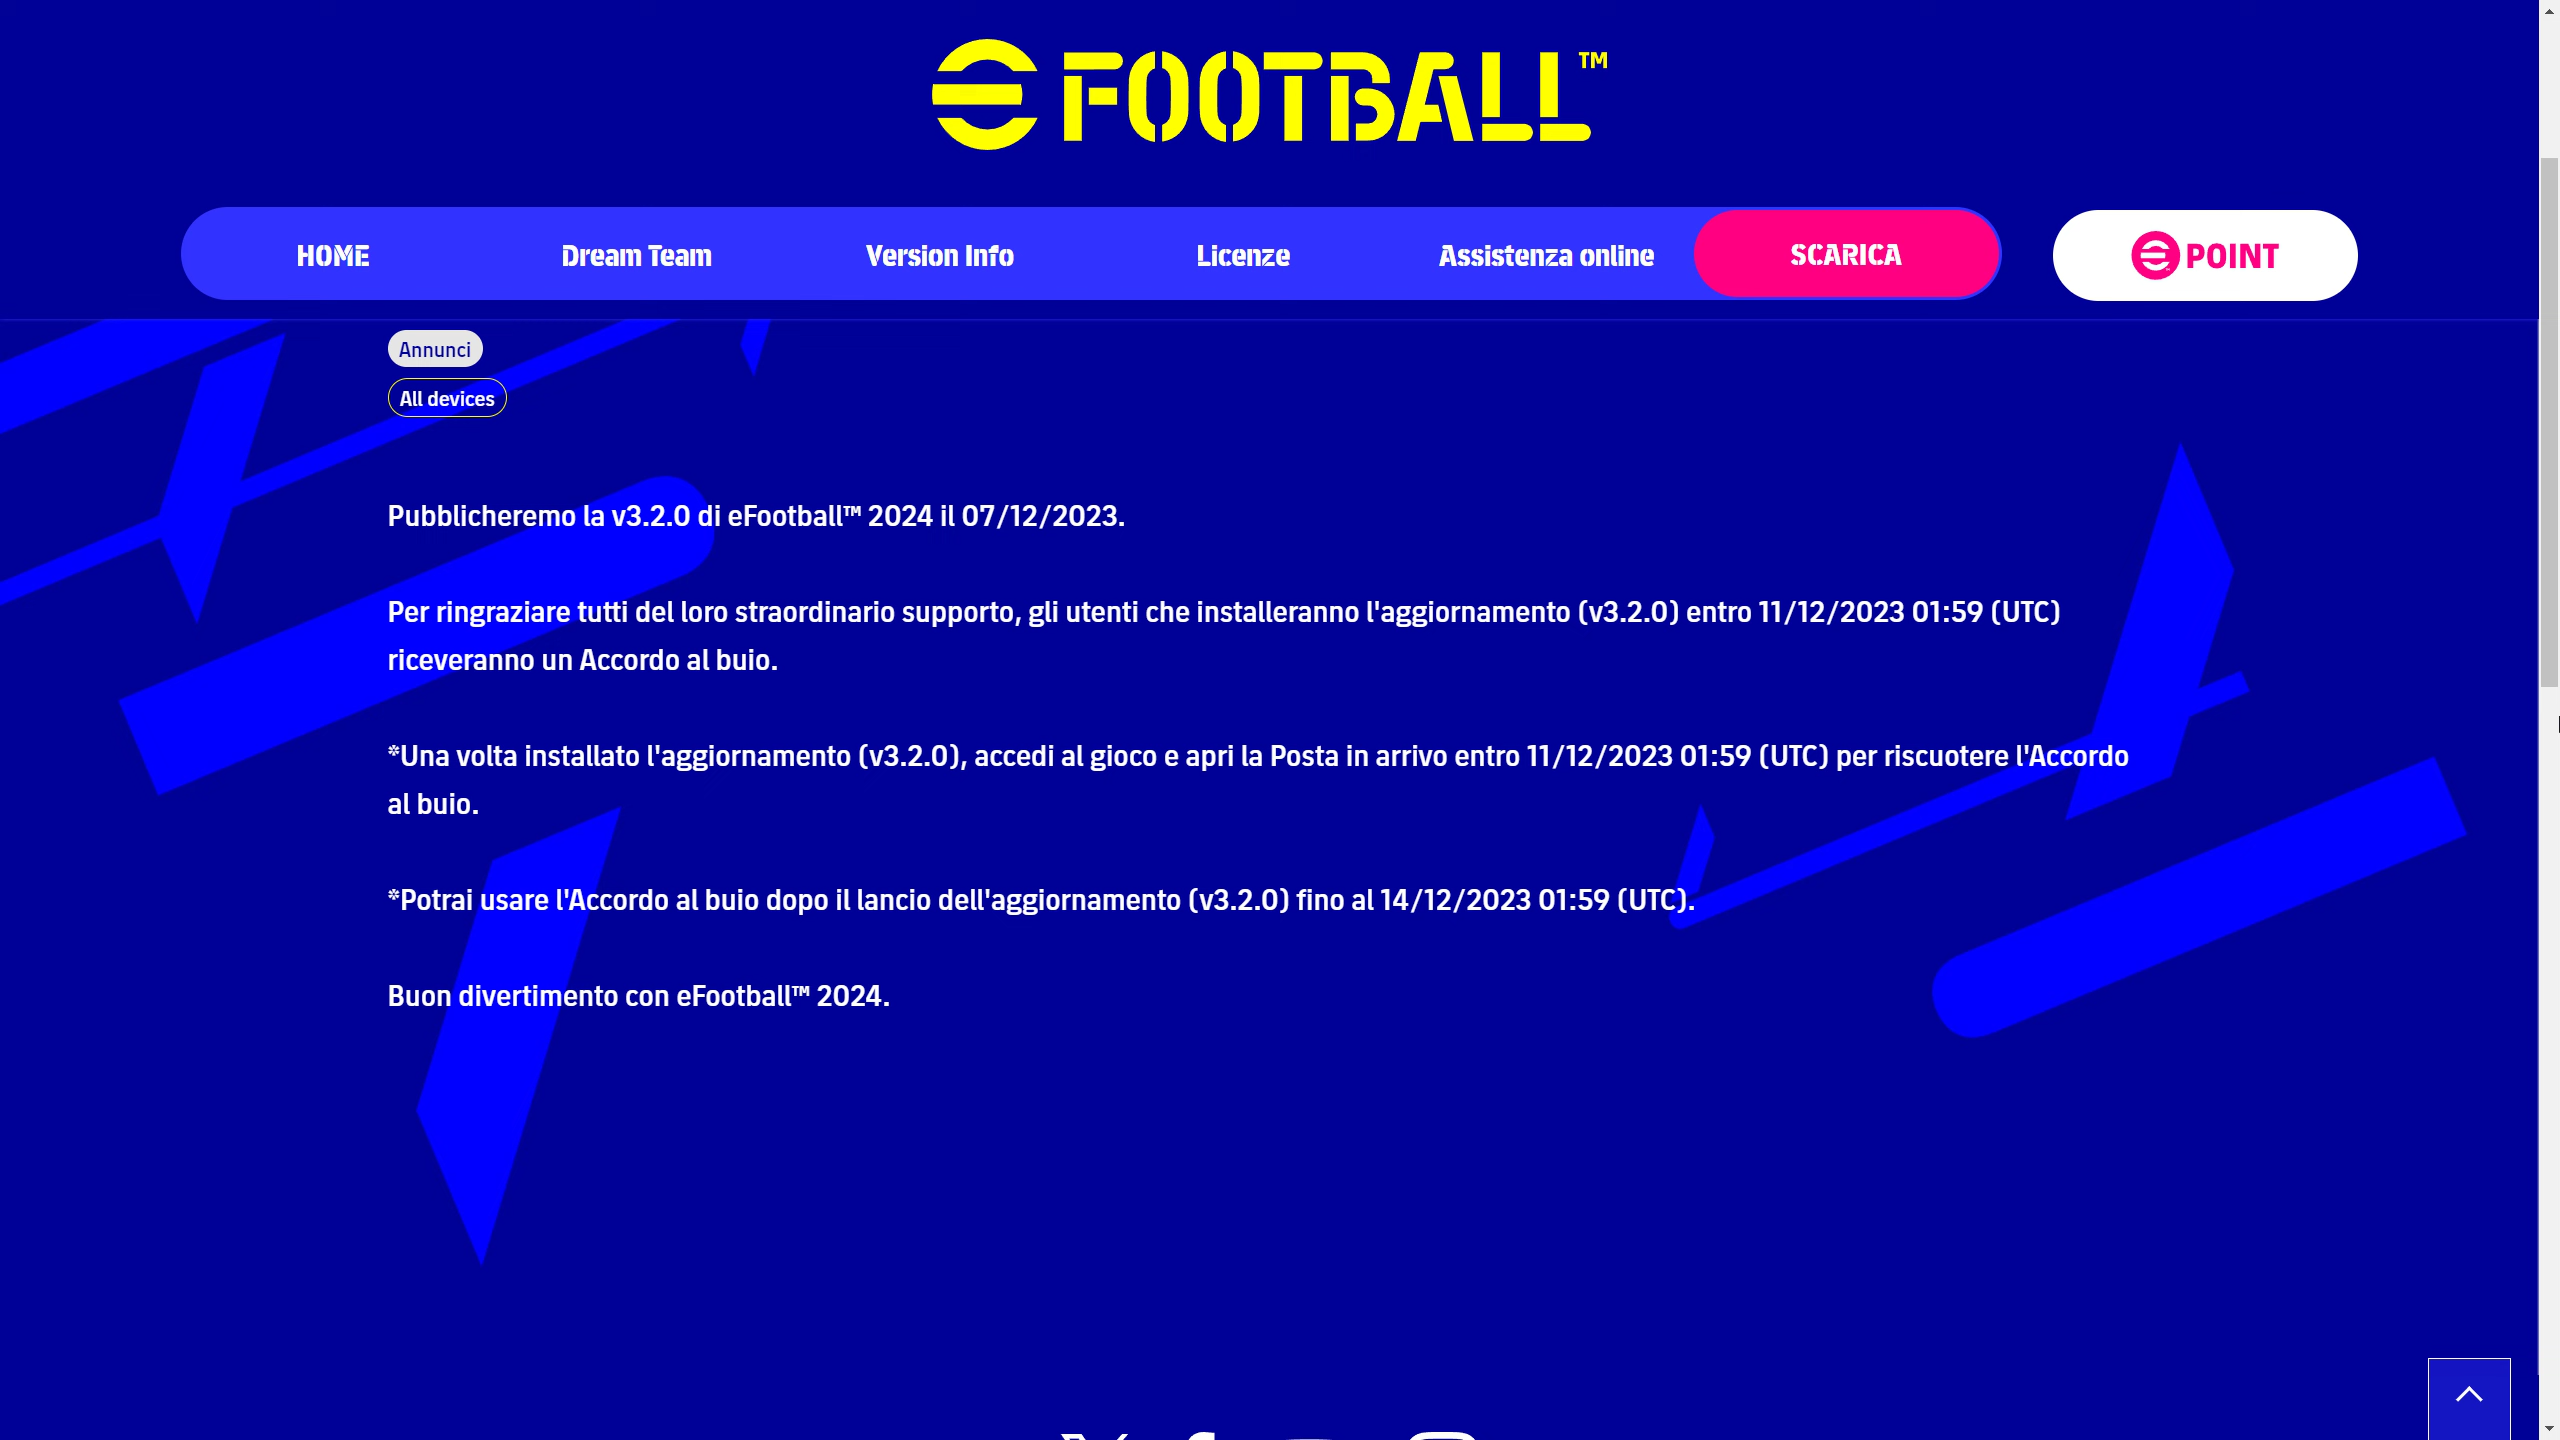 eFOOTBALL™
HOME
Dream Team
Version Info
Licenze
Assistenza online
SCARICA
POINT
Annunci
All devices
Pubblicheremo la v3.2.0 di eFootball™ 2024 il 07/12/2023.
Per ringraziare tutti del loro straordinario supporto, gli utenti che installeranno l'aggiornamento (v3.2.0) entro 11/12/2023 01:59 (UTC)
riceveranno un Accordo al buio.
*Una volta installato l'aggiornamento (v3.2.0), accedi al gioco e apri la Posta in arrivo entro 11/12/2023 01:59 (UTC) per riscuotere l'Accordo
al buio.
*Potrai usare l'Accordo al buio dopo il lancio dell'aggiornamento (v3.2.0) fino al 14/12/2023 01:59 (UTC).
Buon divertimento con eFootball™ 2024.